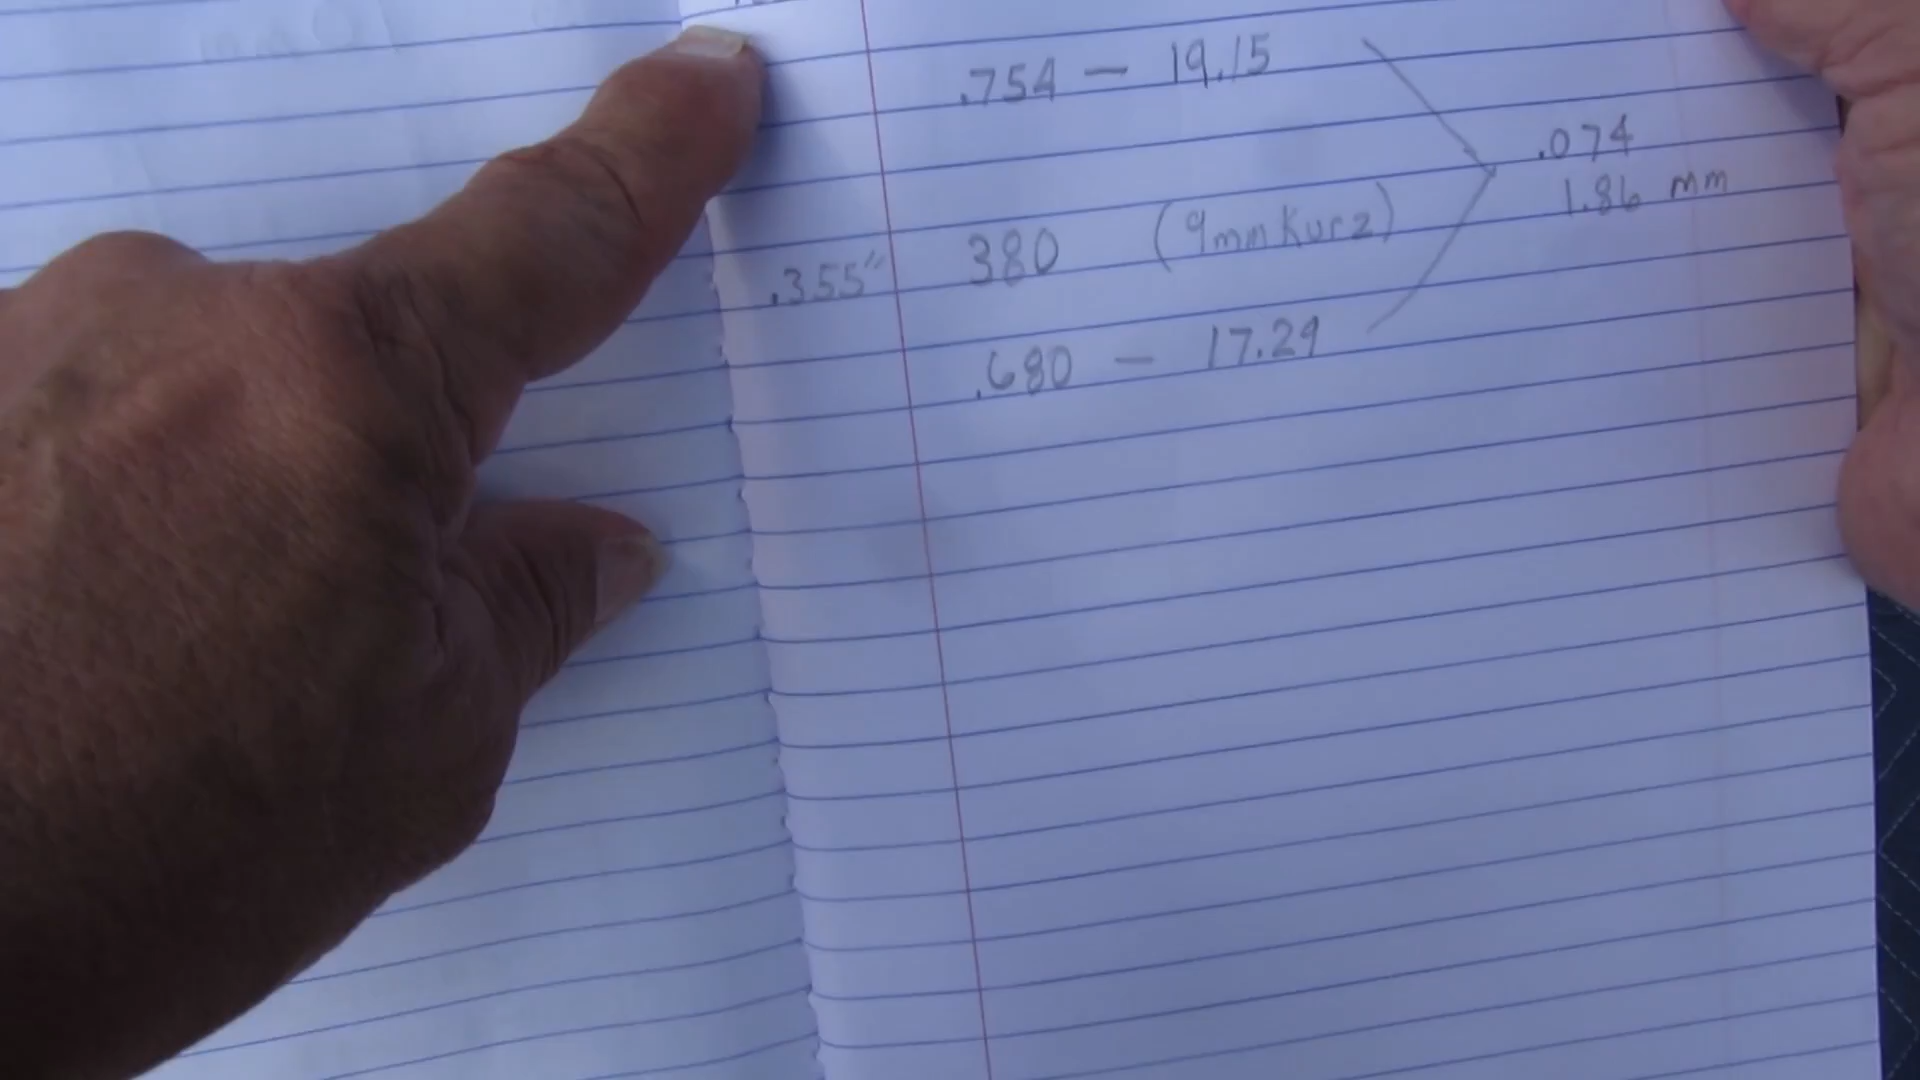 .754 — 19.15
.074
1.86 mm
.355" 380 (9mm Kurz)
.680 — 17.29